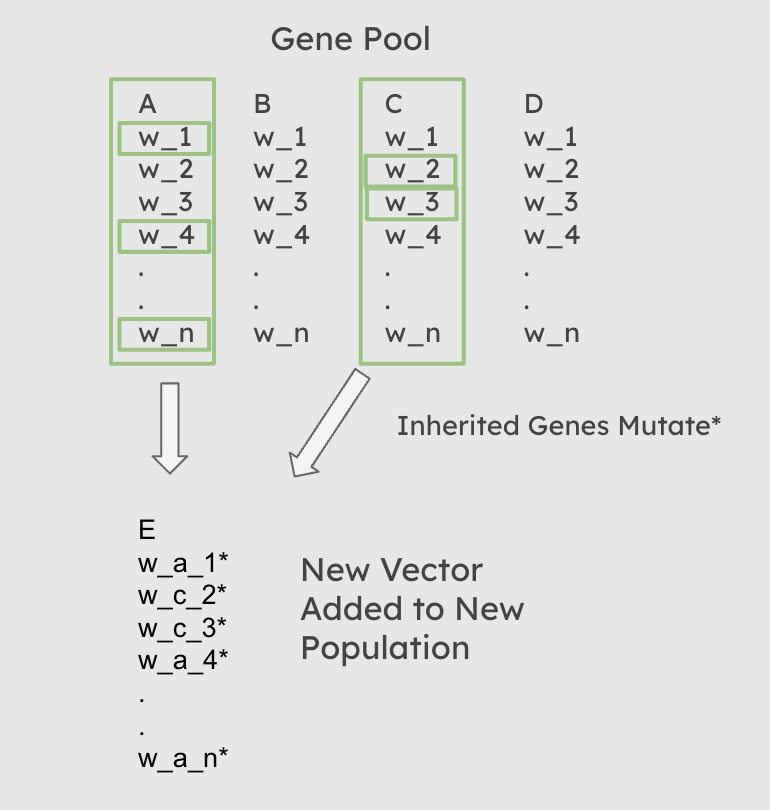 Gene Pool
A B C D
w_1 w_1 w_1 w_1
w_2 w_2 w_2 w_2
w_3 w_3 w_3 w_3
w_4 w_4 w_4 w_4
. . . .
. . . .
w_n w_n w_n w_n
Inherited Genes Mutate*
E
w_a_1*
w_c_2*
w_c_3*
w_a_4*
.
.
w_a_n*
New Vector
Added to New
Population